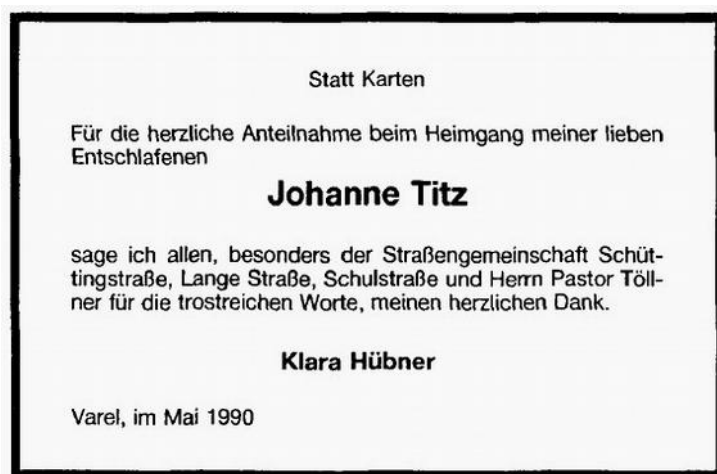 Statt Karten
Für die herzliche Anteilnahme beim Heimgang meiner lieben
Entschlafenen
Johanne Titz
sage ich allen, besonders der Straßengemeinschaft Schüt-
tingstraße, Lange Straße, Schulstraße und Herrn Pastor Töll-
ner für die trostreichen Worte, meinen herzlichen Dank.
Klara Hübner
Varel, im Mai 1990